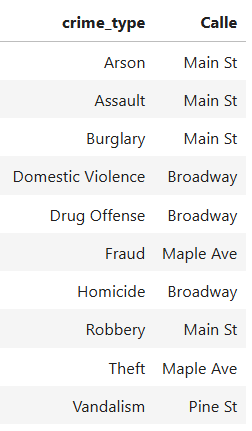 crime_type Calle
Arson Main St
Assault Main St
Burglary Main St
Domestic Violence Broadway
Drug Offense Broadway
Fraud Maple Ave
Homicide Broadway
Robbery Main St
Theft Maple Ave
Vandalism Pine St